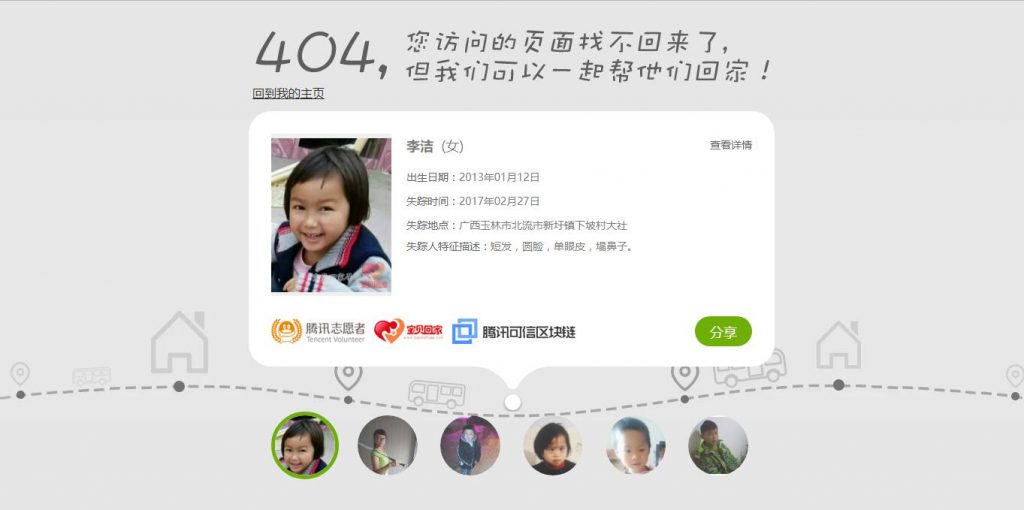 404, 您访问的页面找不回来了,
但我们可以一起帮他们回家！
回到我的主页
李洁 (女)
查看详情
出生日期：2013年01月12日
失踪时间：2017年02月27日
失踪地点：广西玉林市北流市新圩镇下坡村大社
失踪人特征描述：短发，圆脸，单眼皮，塌鼻子。
腾讯志愿者
Tencent Volunteer
宝贝回家
腾讯可信区块链
分享